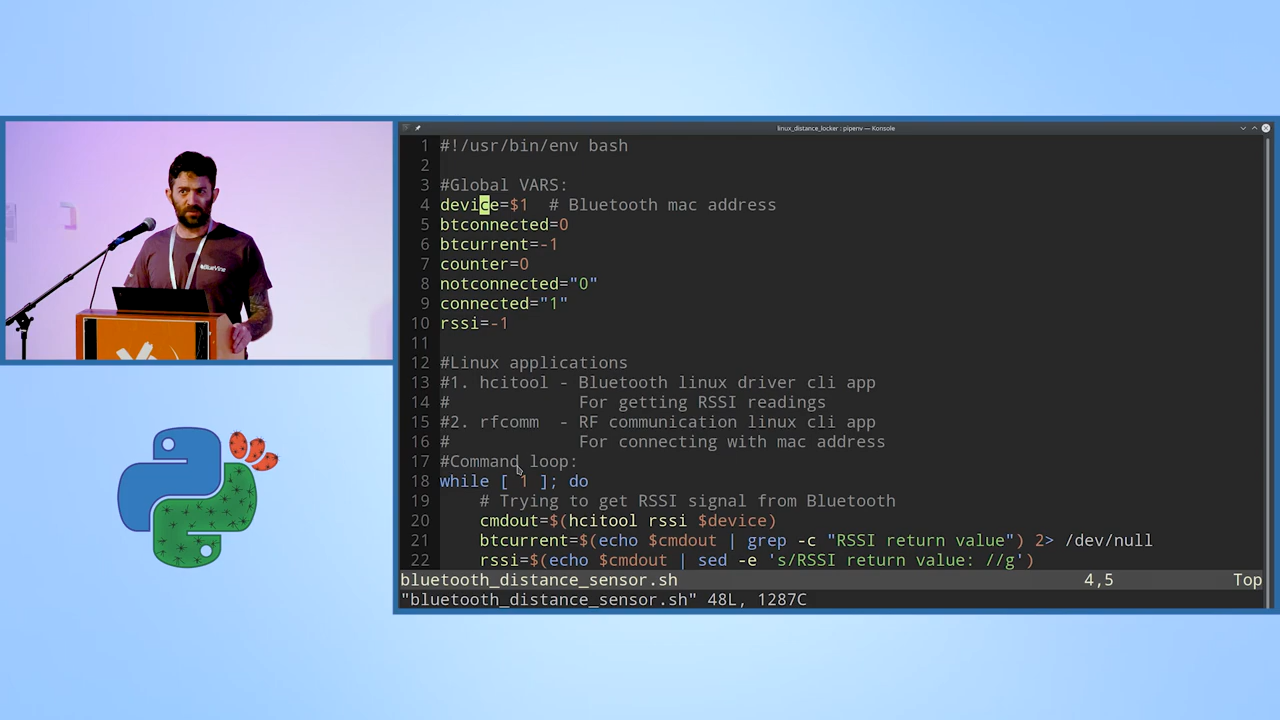 BlueVine
linux_distance_locker : pipenv — Konsole
1 #!/usr/bin/env bash
2
3 #Global VARS:
4 device=$1  # Bluetooth mac address
5 btconnected=0
6 btcurrent=-1
7 counter=0
8 notconnected="0"
9 connected="1"
10 rssi=-1
11
12 #Linux applications
13 #1. hcitool - Bluetooth linux driver cli app
14 #             For getting RSSI readings
15 #2. rfcomm  - RF communication linux cli app
16 #             For connecting with mac address
17 #Command loop:
18 while [ 1 ]; do
19     # Trying to get RSSI signal from Bluetooth
20     cmdout=$(hcitool rssi $device)
21     btcurrent=$(echo $cmdout | grep -c "RSSI return value") 2> /dev/null
22     rssi=$(echo $cmdout | sed -e 's/RSSI return value: //g')
bluetooth_distance_sensor.sh 4,5 Top
"bluetooth_distance_sensor.sh" 48L, 1287C